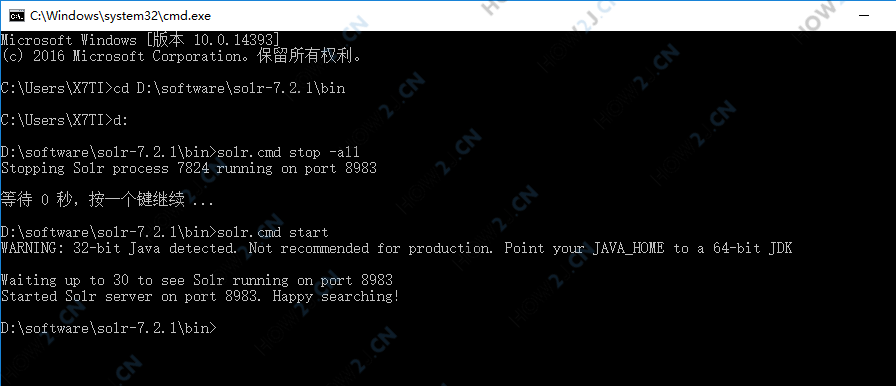 C:\Windows\system32\cmd.exe
Microsoft Windows [版本 10.0.14393]
(c) 2016 Microsoft Corporation。保留所有权利。
C:\Users\X7TI>cd D:\software\solr-7.2.1\bin
C:\Users\X7TI>d:
D:\software\solr-7.2.1\bin>solr.cmd stop -all
Stopping Solr process 7824 running on port 8983
等待 0 秒，按一个键继续 ...
D:\software\solr-7.2.1\bin>solr.cmd start
WARNING: 32-bit Java detected. Not recommended for production. Point your JAVA_HOME to a 64-bit JDK
Waiting up to 30 to see Solr running on port 8983
Started Solr server on port 8983. Happy searching!
D:\software\solr-7.2.1\bin>